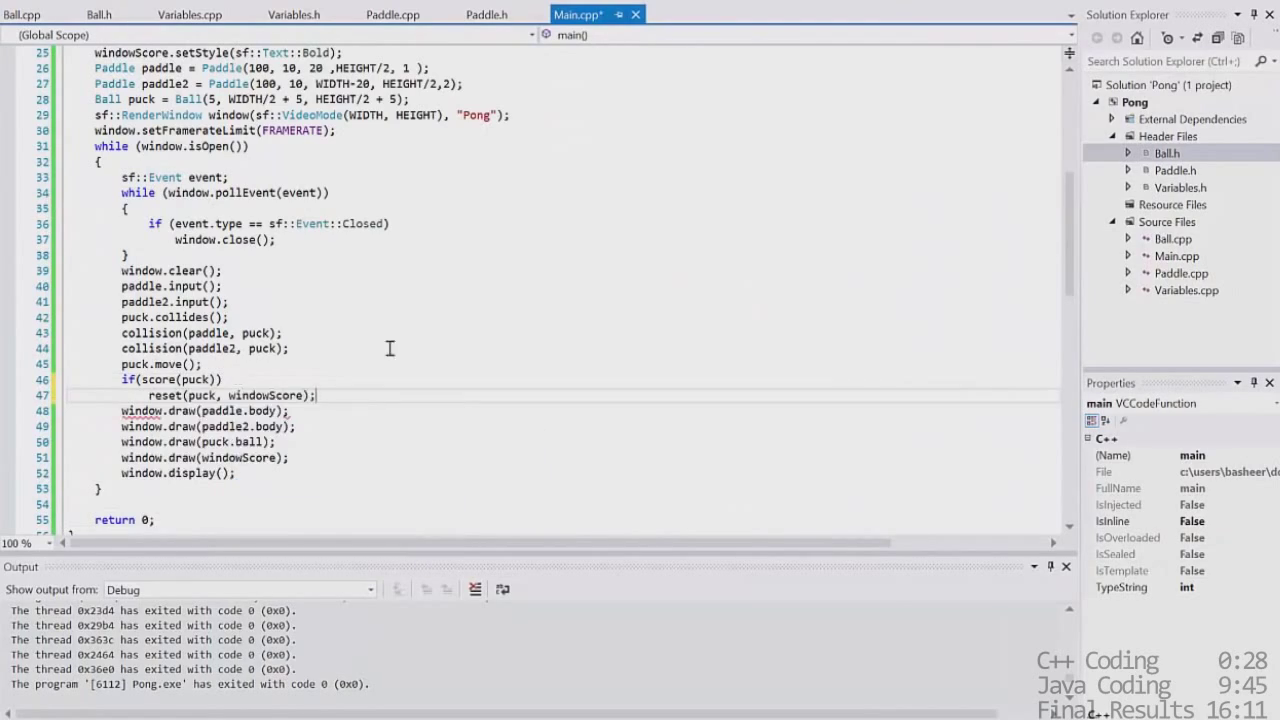 Ball.cpp Ball.h Variables.cpp Variables.h Paddle.cpp Paddle.h Main.cpp*
(Global Scope) main()
25 windowScore.setStyle(sf::Text::Bold);
26 Paddle paddle = Paddle(100, 10, 20 ,HEIGHT/2, 1 );
27 Paddle paddle2 = Paddle(100, 10, WIDTH-20, HEIGHT/2,2);
28 Ball puck = Ball(5, WIDTH/2 + 5, HEIGHT/2 + 5);
29 sf::RenderWindow window(sf::VideoMode(WIDTH, HEIGHT), "Pong");
30 window.setFramerateLimit(FRAMERATE);
31 while (window.isOpen())
32 {
33 sf::Event event;
34 while (window.pollEvent(event))
35 {
36 if (event.type == sf::Event::Closed)
37 window.close();
38 }
39 window.clear();
40 paddle.input();
41 paddle2.input();
42 puck.collides();
43 collision(paddle, puck);
44 collision(paddle2, puck);
45 puck.move();
46 if(score(puck))
47 reset(puck, windowScore);
48 window.draw(paddle.body);
49 window.draw(paddle2.body);
50 window.draw(puck.ball);
51 window.draw(windowScore);
52 window.display();
53 }
54
55 return 0;
100 %
Output
Show output from: Debug
The thread 0x23d4 has exited with code 0 (0x0).
The thread 0x29b4 has exited with code 0 (0x0).
The thread 0x363c has exited with code 0 (0x0).
The thread 0x2464 has exited with code 0 (0x0).
The thread 0x36e0 has exited with code 0 (0x0).
The program '[6112] Pong.exe' has exited with code 0 (0x0).
Solution Explorer
Search Solution Explorer (Ctrl+;)
Solution 'Pong' (1 project)
Pong
External Dependencies
Header Files
Ball.h
Paddle.h
Variables.h
Resource Files
Source Files
Ball.cpp
Main.cpp
Paddle.cpp
Variables.cpp
Properties
main VCCodeFunction
C++
(Name) main
File c:\users\basheer\do
FullName main
IsInjected False
IsInline False
IsOverloaded False
IsSealed False
IsTemplate False
TypeString int
C++ Coding 0:28
Java Coding 9:45
Final Results 16:11
C++